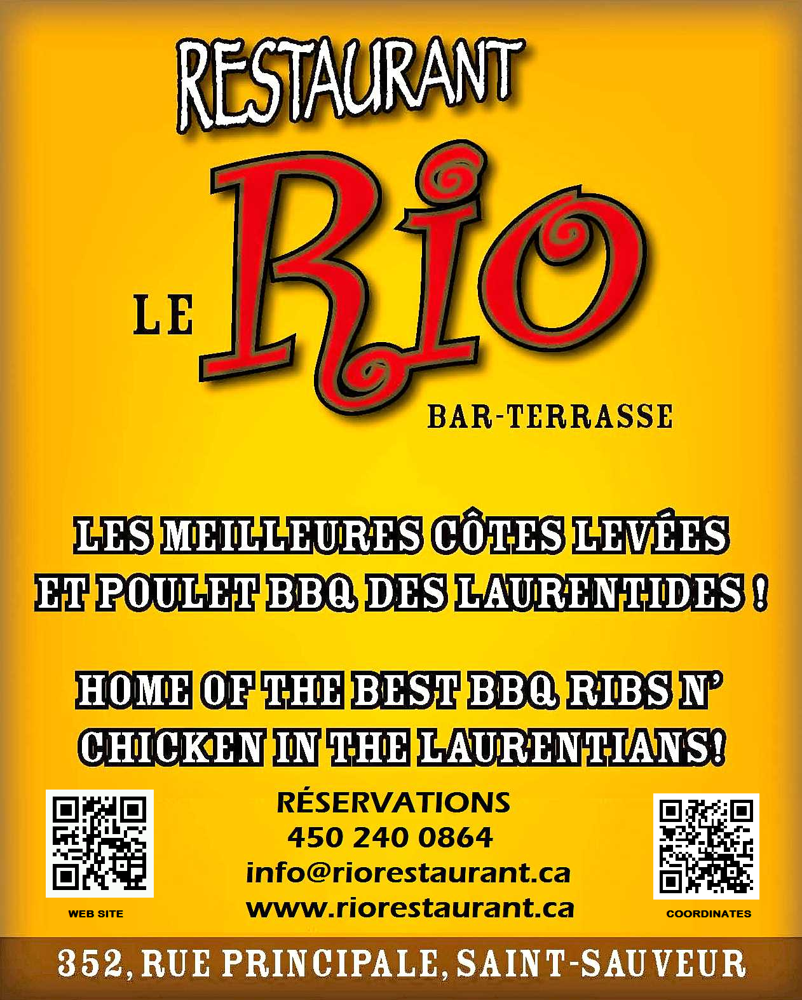 RESTAURANT
LE RIO
BAR-TERRASSE
LES MEILLEURES CÔTES LEVÉES
ET POULET BBQ DES LAURENTIDES !
HOME OF THE BEST BBQ RIBS N'
CHICKEN IN THE LAURENTIANS!
RÉSERVATIONS
450 240 0864
info@riorestaurant.ca
www.riorestaurant.ca
WEB SITE
COORDINATES
352, RUE PRINCIPALE, SAINT-SAUVEUR